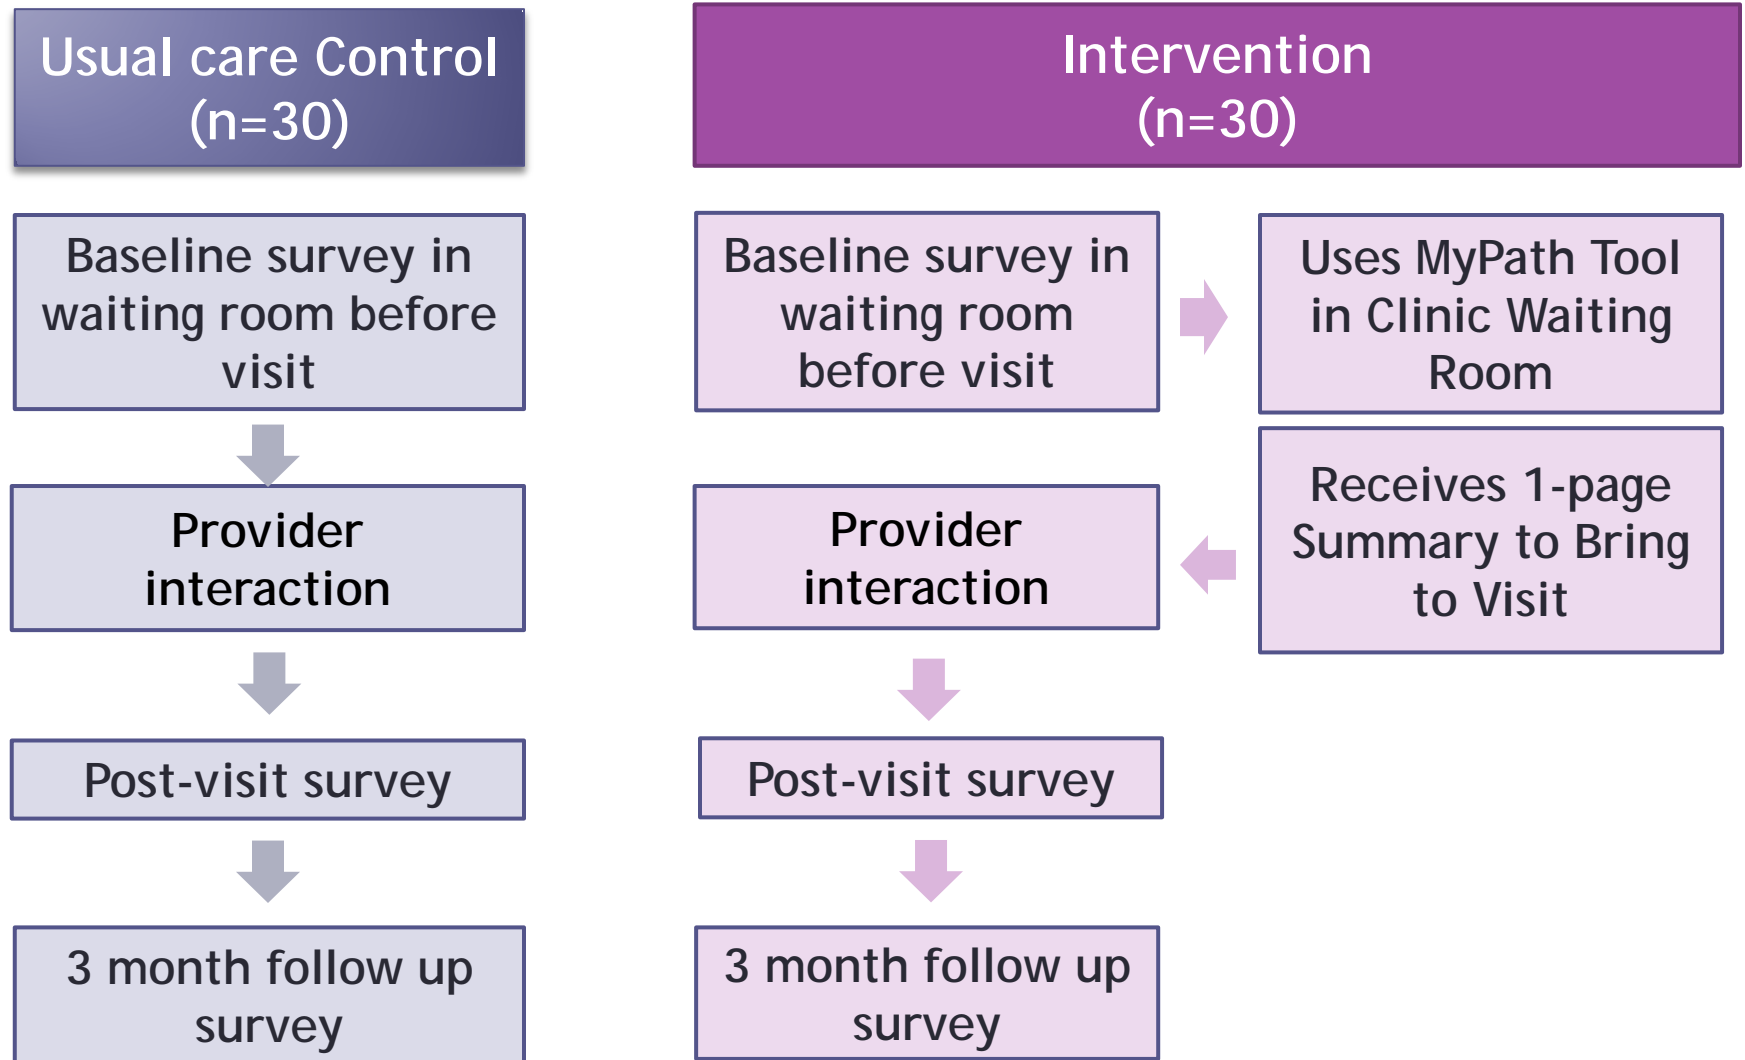 Usual care Control
(n=30)
Baseline survey in
waiting room before
visit
Provider
interaction
Post-visit survey
3 month follow up
survey
Intervention
(n=30)
Baseline survey in
waiting room
before visit
Uses MyPath Tool
in Clinic Waiting
Room
Receives 1-page
Summary to Bring
to Visit
Provider
interaction
Post-visit survey
3 month follow up
survey